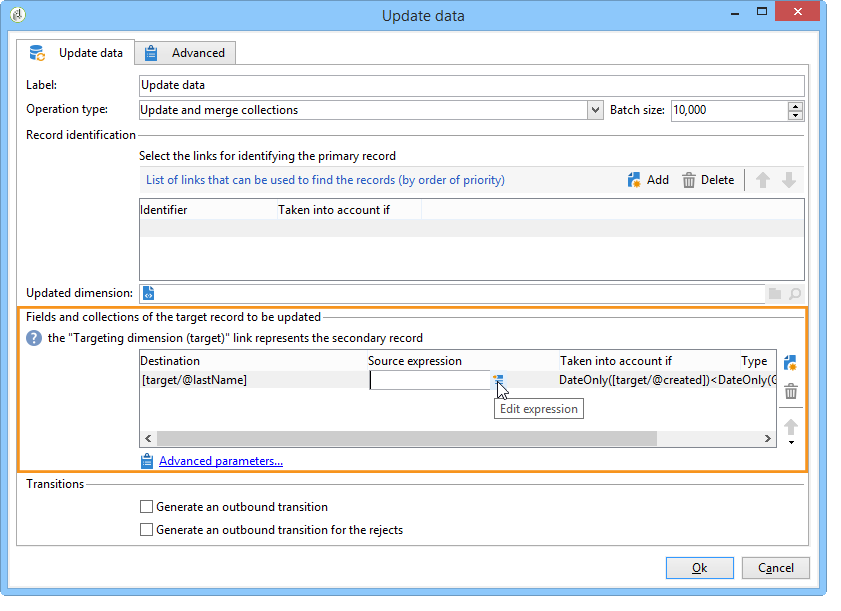 Update data
Update data Advanced
Label: Update data
Operation type: Update and merge collections Batch size: 10,000
Record identification
Select the links for identifying the primary record
List of links that can be used to find the records (by order of priority) Add Delete
Identifier Taken into account if
Updated dimension:
Fields and collections of the target record to be updated
? the "Targeting dimension (target)" link represents the secondary record
Destination Source expression Taken into account if Type
[target/@lastName] DateOnly([target/@created])<DateOnly(
Edit expression
Advanced parameters...
Transitions
Generate an outbound transition
Generate an outbound transition for the rejects
Ok Cancel